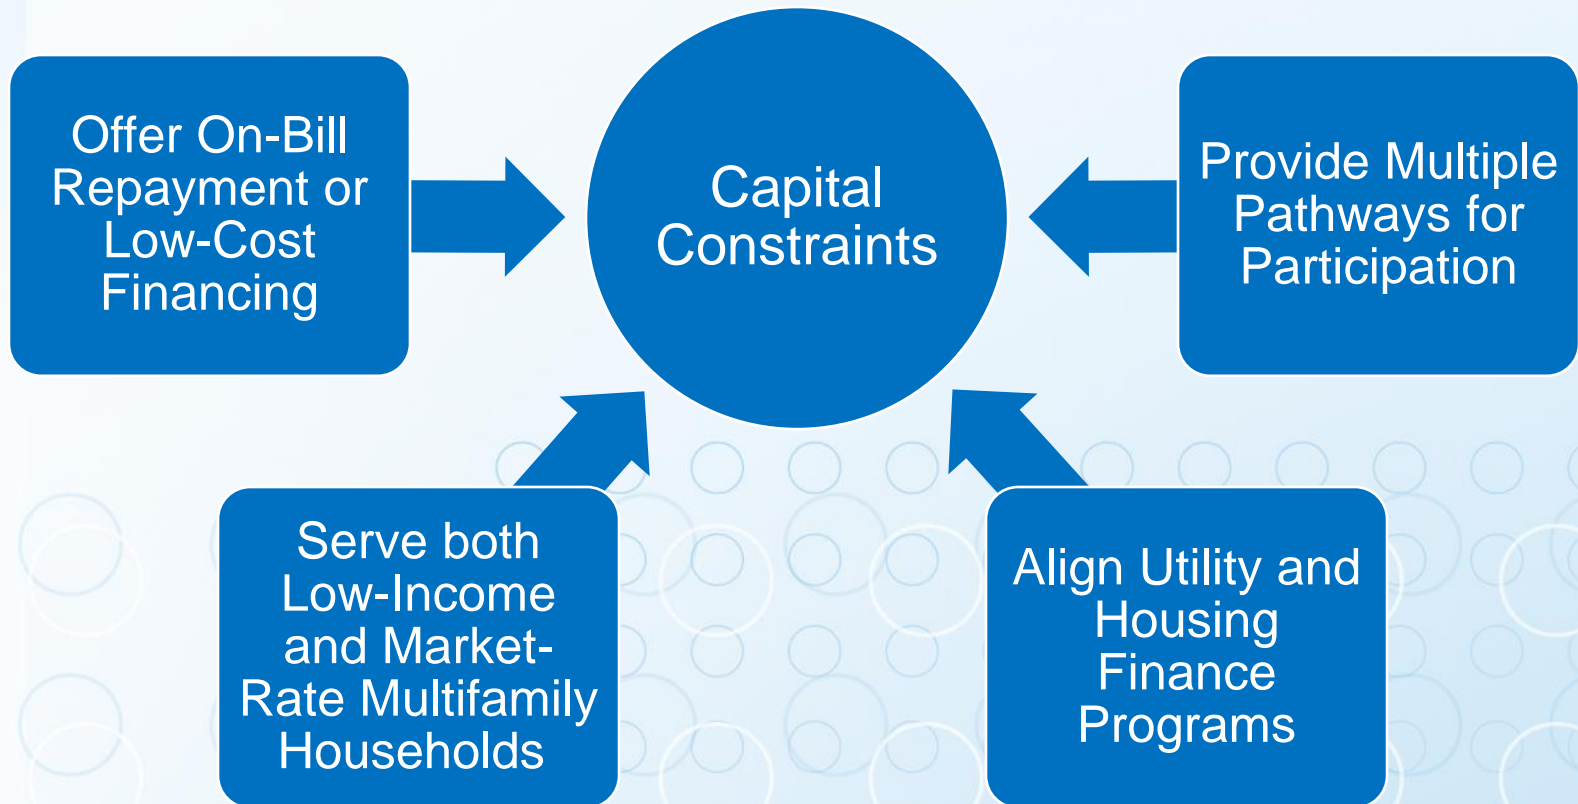 Offer On-Bill
Repayment or
Low-Cost
Financing
Capital
Constraints
Provide Multiple
Pathways for
Participation
Serve both
Low-Income
and Market-
Rate Multifamily
Households
Align Utility and
Housing
Finance
Programs